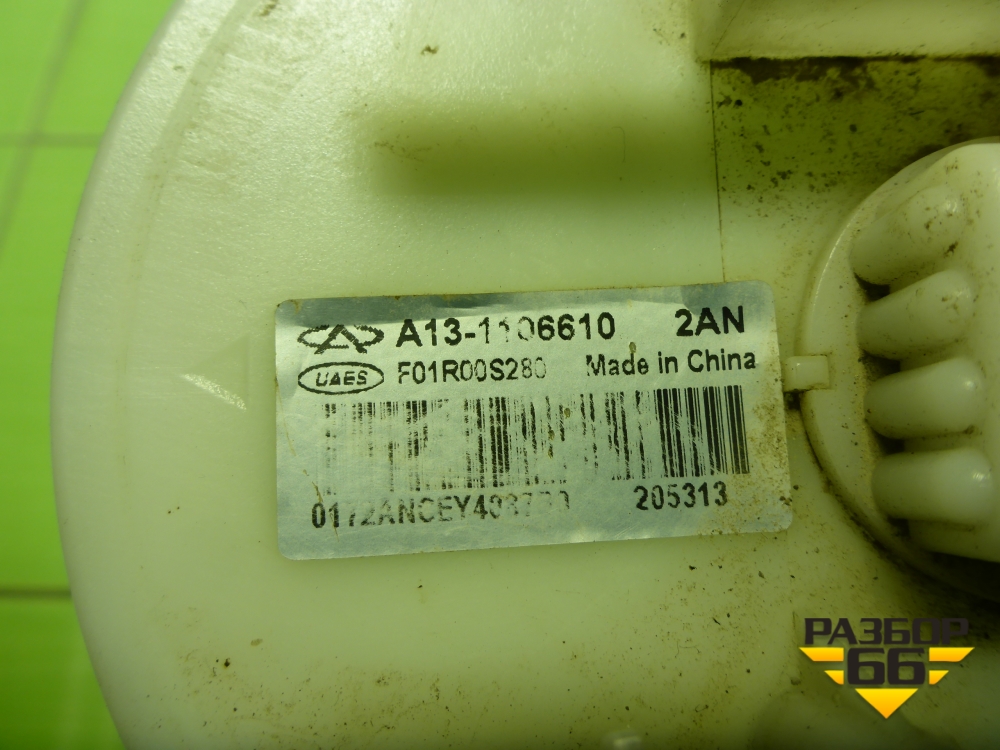 A13-1106610 2AN
UAES F01R00S280 Made in China
205313
РАЗБОР
66